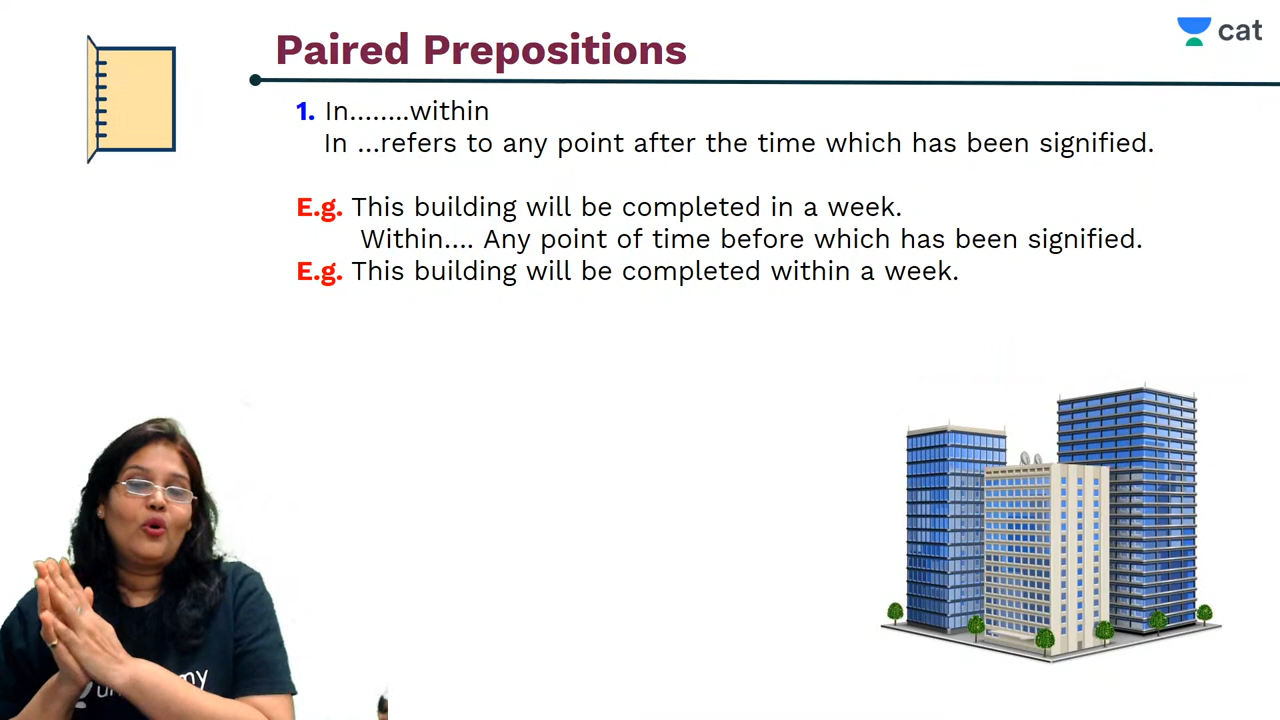 Paired Prepositions
cat
1. In........within
In ...refers to any point after the time which has been signified.
E.g. This building will be completed in a week.
Within.... Any point of time before which has been signified.
E.g. This building will be completed within a week.